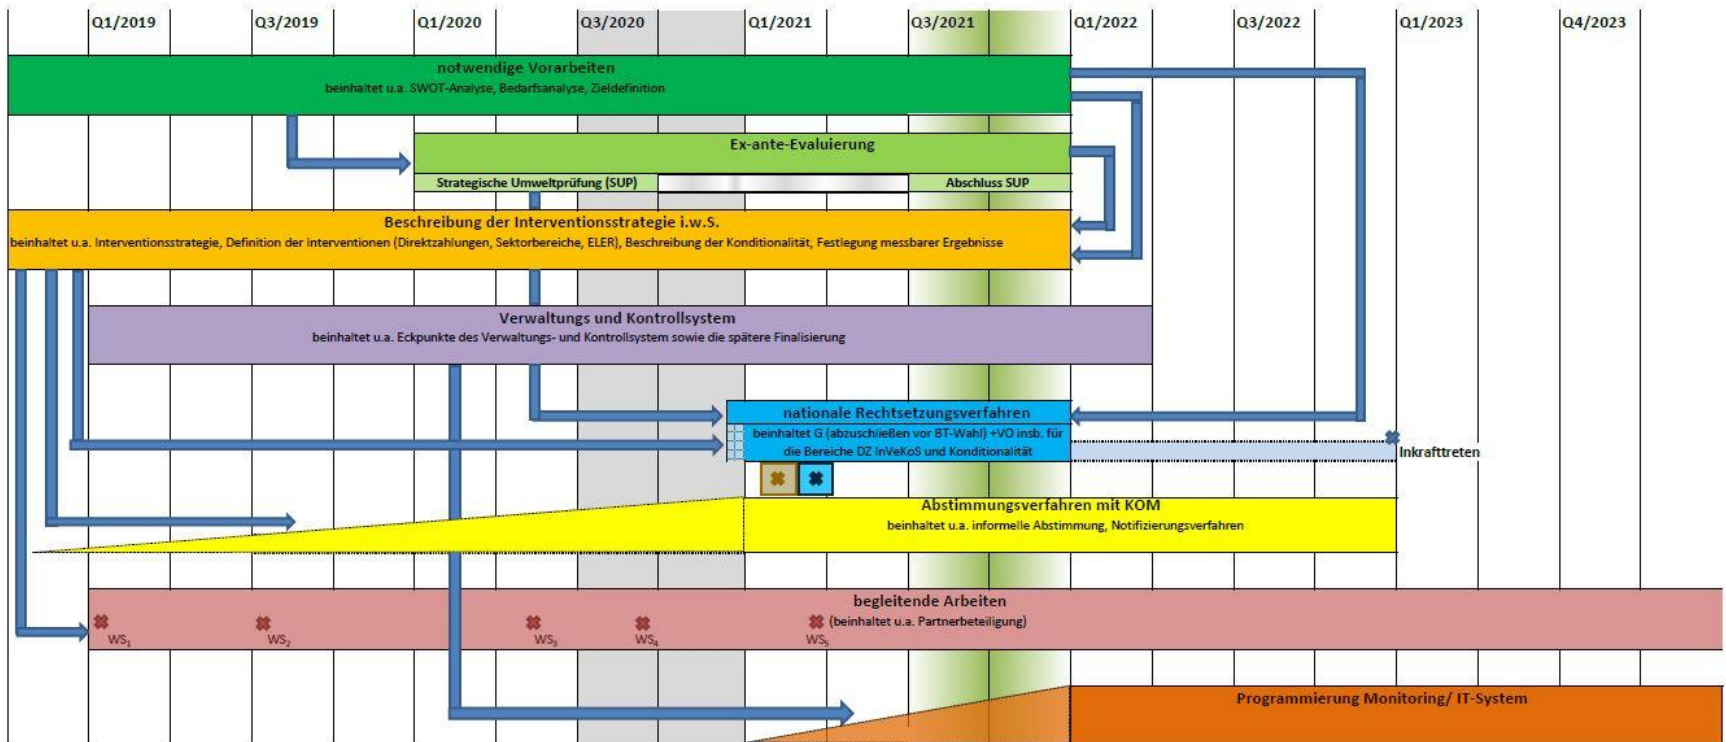 Q1/2019
Q3/2019
Q1/2020
Q3/2020
Q1/2021
Q3/2021
Q1/2022
Q3/2022
Q1/2023
Q4/2023
notwendige Vorarbeiten
beinhaltet u.a. SWOT-Analyse, Bedarfsanalyse, Zieldefinition
Ex-ante-Evaluierung
Strategische Umweltprüfung (SUP)
Abschluss SUP
Beschreibung der Interventionsstrategie i.w.S.
beinhaltet u.a. Interventionsstrategie, Definition der Interventionen (Direktzahlungen, Sektorbereiche, ELER), Beschreibung der Konditionalität, Festlegung messbarer Ergebnisse
Verwaltungs und Kontrollsystem
beinhaltet u.a. Eckpunkte des Verwaltungs- und Kontrollsystem sowie die spätere Finalisierung
nationale Rechtsetzungsverfahren
beinhaltet G (abzuschließen vor BT-Wahl) +VO insb. für
die Bereiche DZ InVeKoS und Konditionalität
Inkrafttreten
Abstimmungsverfahren mit KOM
beinhaltet u.a. informelle Abstimmung, Notifizierungsverfahren
begleitende Arbeiten
(beinhaltet u.a. Partnerbeteiligung)
WS1
WS2
WS3
WS4
WS5
Programmierung Monitoring/ IT-System